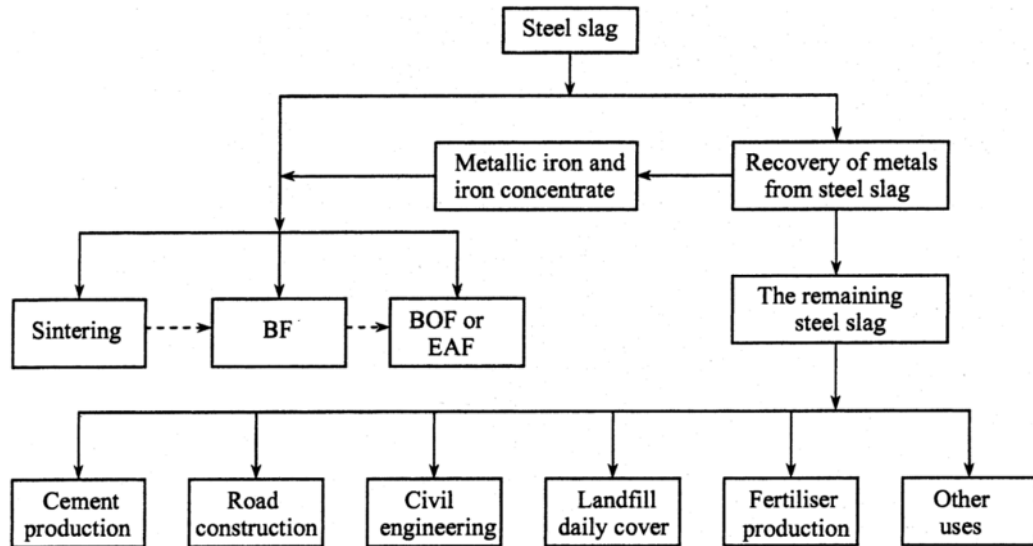 Steel slag
Metallic iron and
iron concentrate
Recovery of metals
from steel slag
The remaining
steel slag
Sintering
BF
BOF or
EAF
Cement
production
Road
construction
Civil
engineering
Landfill
daily cover
Fertiliser
production
Other
uses